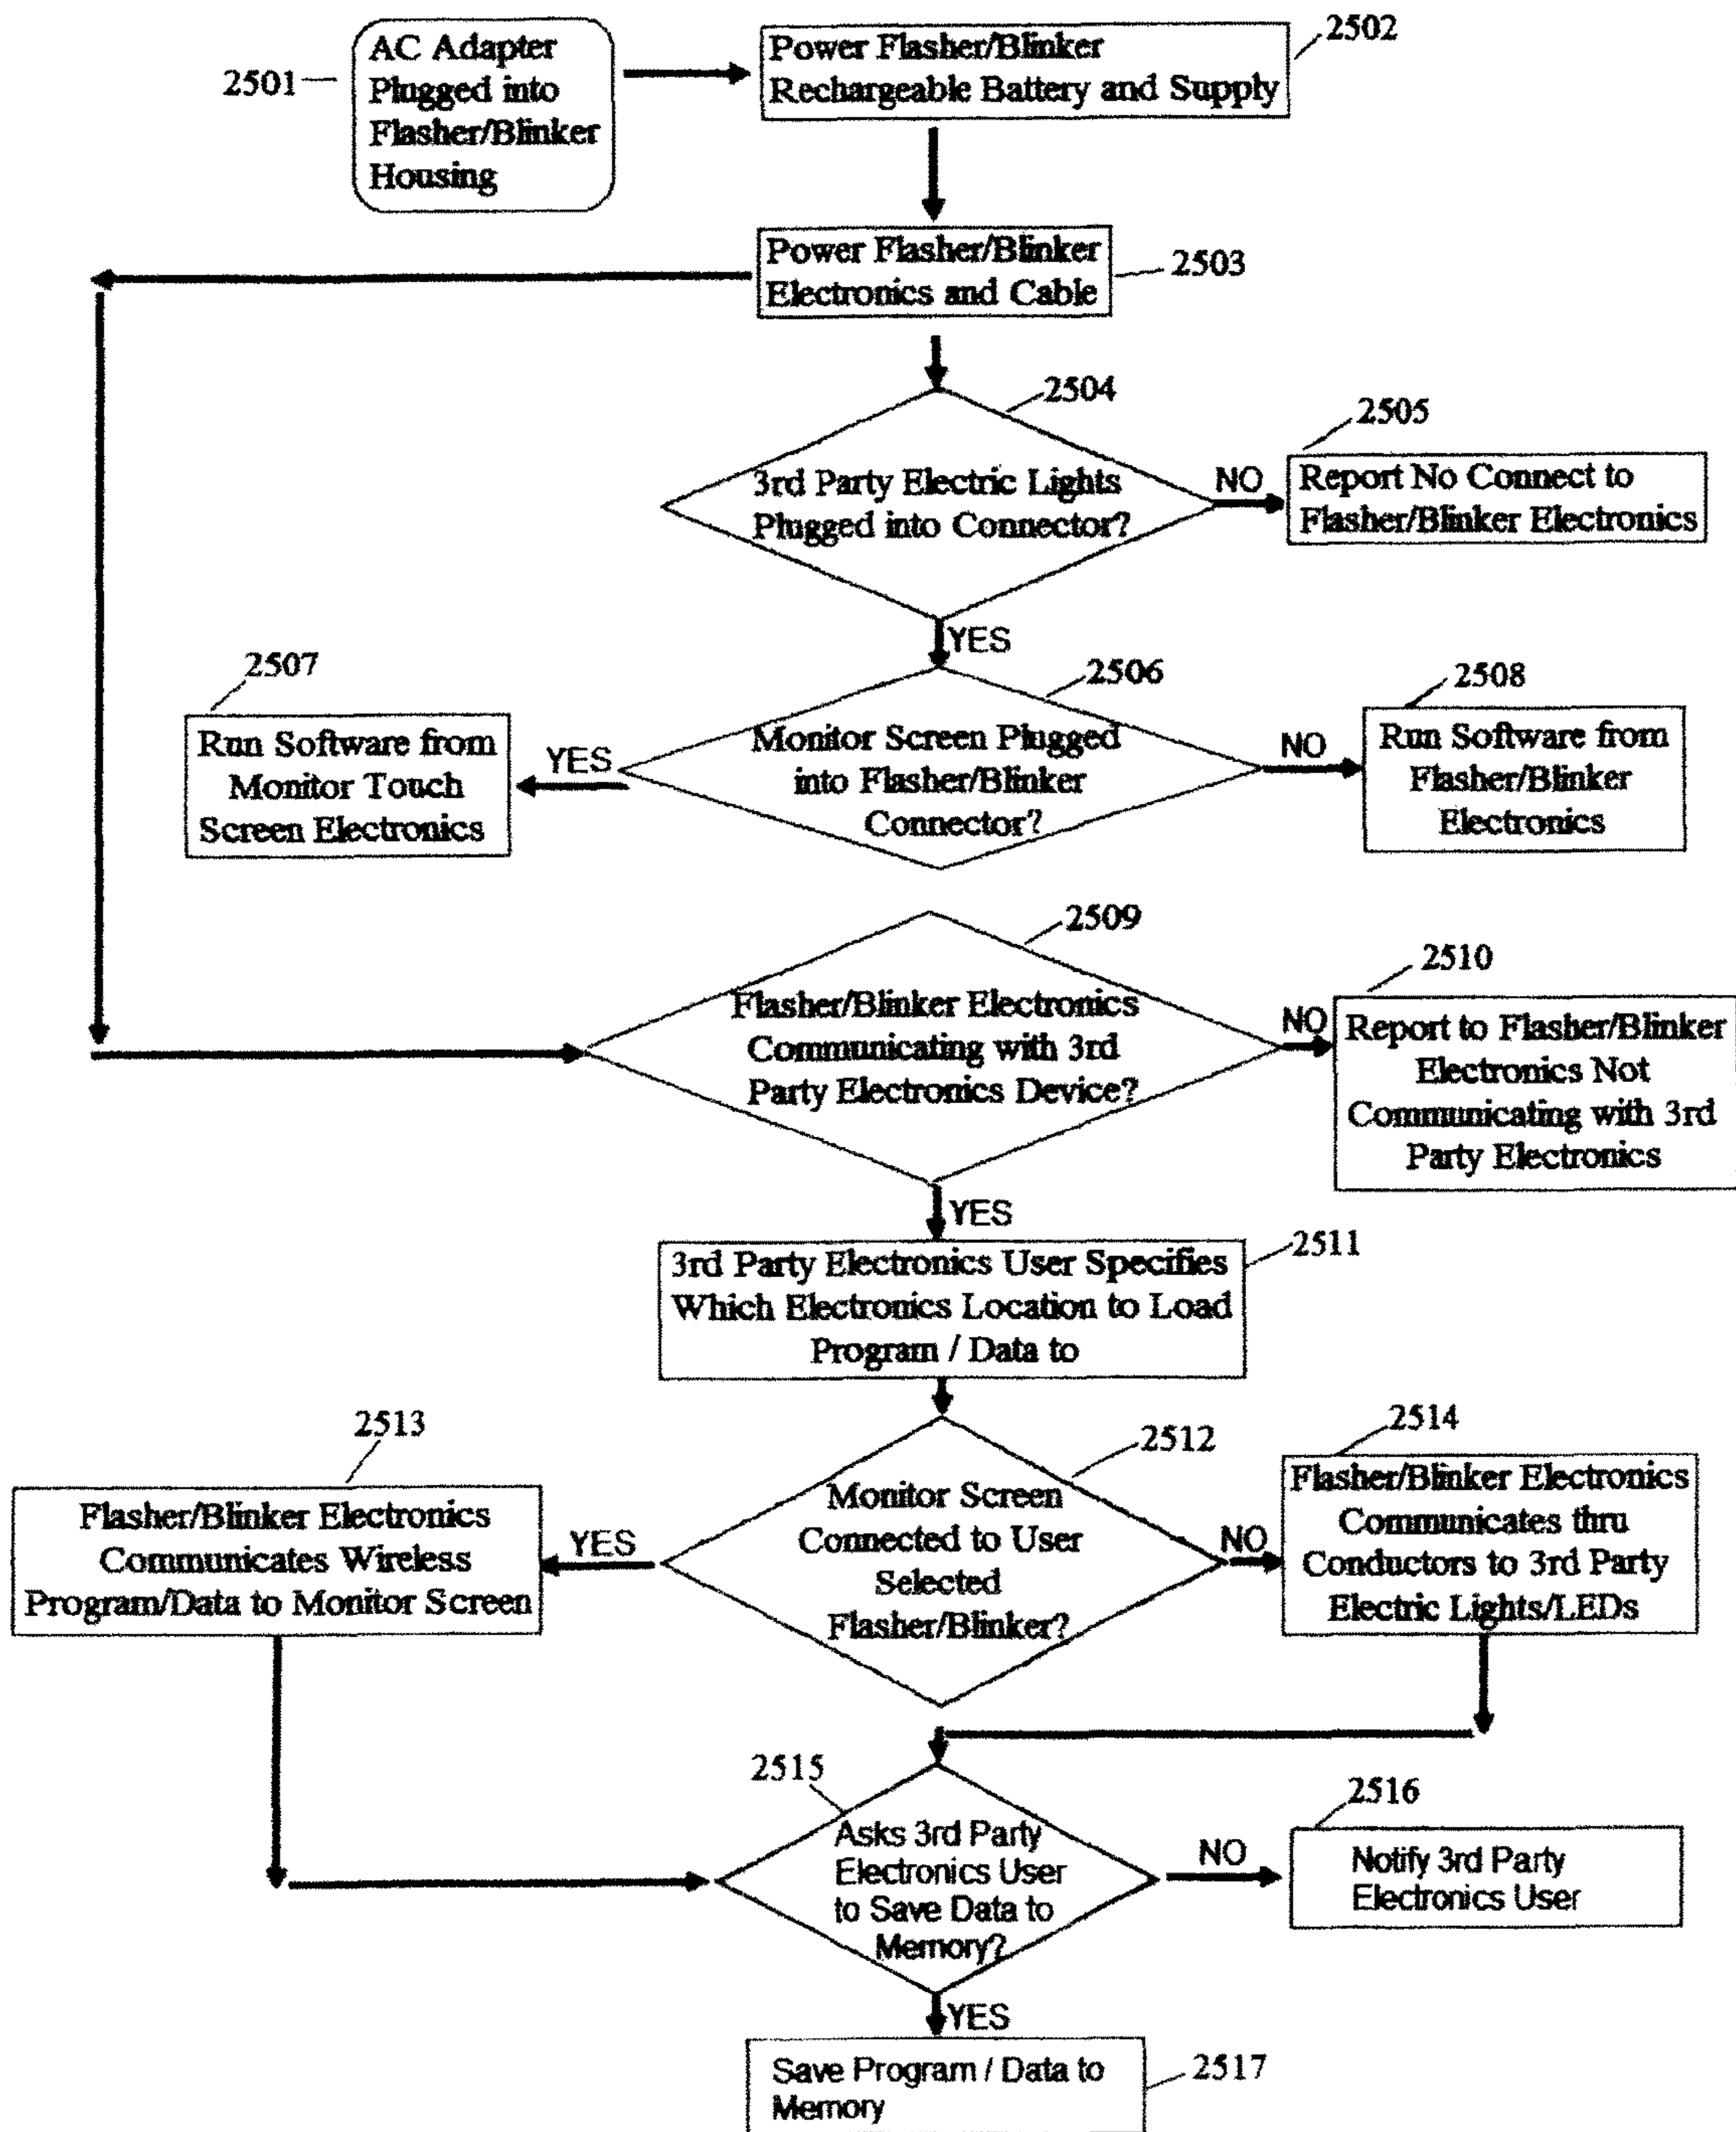 2501
AC Adapter
Plugged into
Flasher/Blinker
Housing
2502
Power Flasher/Blinker
Rechargeable Battery and Supply
Power Flasher/Blinker
Electronics and Cable
2503
2504
3rd Party Electric Lights
Plugged into Connector?
NO
2505
Report No Connect to
Flasher/Blinker Electronics
YES
2506
Monitor Screen Plugged
into Flasher/Blinker
Connector?
YES
2507
Run Software from
Monitor Touch
Screen Electronics
NO
2508
Run Software from
Flasher/Blinker
Electronics
2509
Flasher/Blinker Electronics
Communicating with 3rd
Party Electronics Device?
NO
2510
Report to Flasher/Blinker
Electronics Not
Communicating with 3rd
Party Electronics
YES
2511
3rd Party Electronics User Specifies
Which Electronics Location to Load
Program / Data to
2512
Monitor Screen
Connected to User
Selected
Flasher/Blinker?
YES
2513
Flasher/Blinker Electronics
Communicates Wireless
Program/Data to Monitor Screen
NO
2514
Flasher/Blinker Electronics
Communicates thru
Conductors to 3rd Party
Electric Lights/LEDs
2515
Asks 3rd Party
Electronics User
to Save Data to
Memory?
NO
2516
Notify 3rd Party
Electronics User
YES
Save Program / Data to
Memory
2517